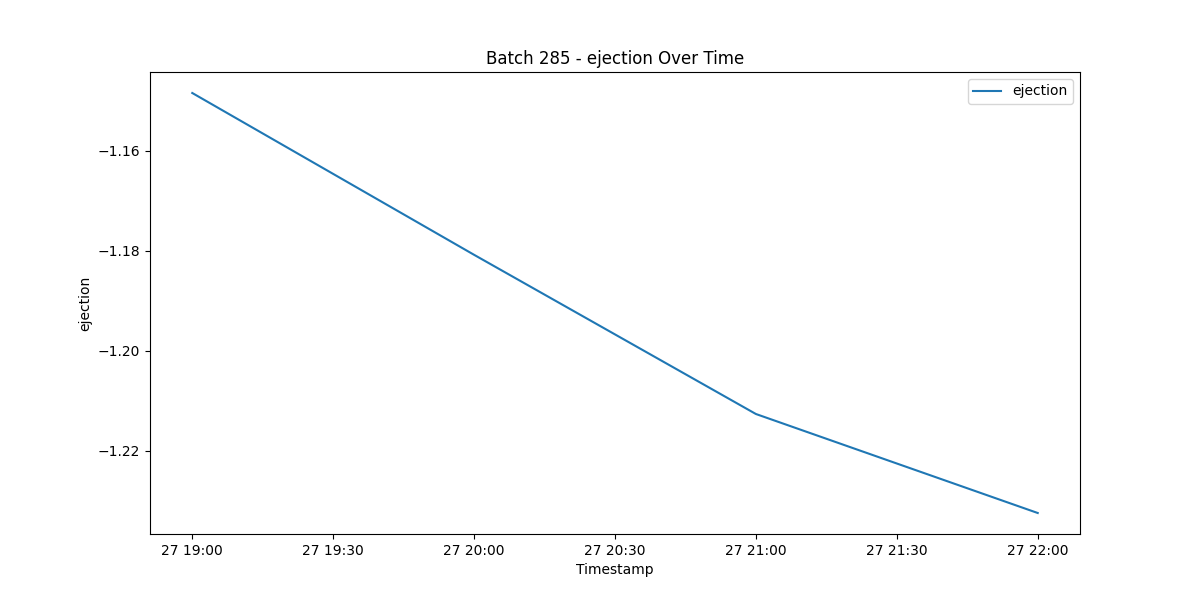 Batch 285 - ejection Over Time
ejection
−1.16
−1.18
−1.20
−1.22
ejection
27 19:00
27 19:30
27 20:00
27 20:30
27 21:00
27 21:30
27 22:00
Timestamp